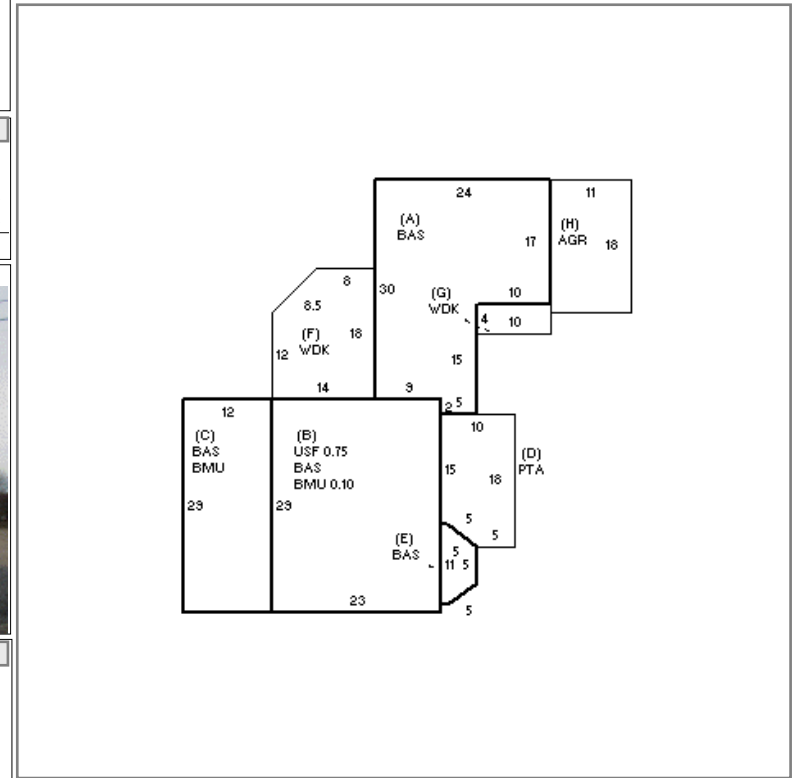 24
11
(A)
BAS
17
(H)
AGR
18
8
30
(G)
WDK
10
8.5
4
10
(F)
WDK
18
12
15
14
9
2
5
12
10
(C)
BAS
BMU
(B)
USF 0.75
BAS
BMU 0.10
(D)
PTA
15
18
29
29
5
5
(E)
BAS
5
11
5
23
5